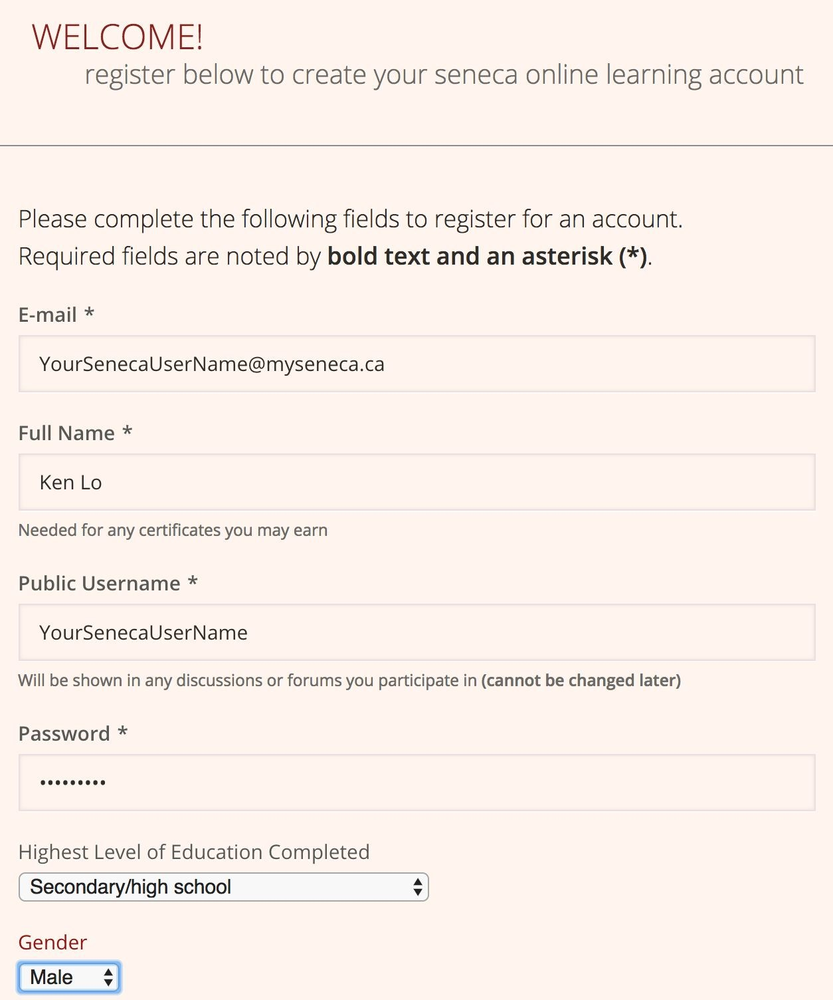 WELCOME!
register below to create your seneca online learning account
Please complete the following fields to register for an account.
Required fields are noted by bold text and an asterisk (*).
E-mail *
YourSenecaUserName@myseneca.ca
Full Name *
Ken Lo
Needed for any certificates you may earn
Public Username *
YourSenecaUserName
Will be shown in any discussions or forums you participate in (cannot be changed later)
Password *
•••••••••
Highest Level of Education Completed
Secondary/high school
Gender
Male